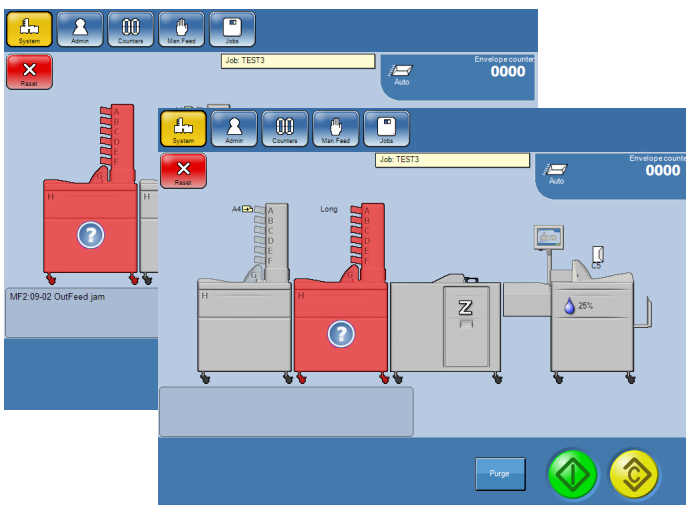 System
Admin
Counters
Man.Feed
Jobs
Job: TEST3
Auto
Envelope counter
0000
Reset
A
B
C
D
E
F
G
H
H
?
MF2:09-02 OutFeed jam
System
Admin
Counters
Man.Feed
Jobs
Job: TEST3
Auto
Envelope counter
0000
Reset
A4
A
B
C
D
E
F
G
H
Long
A
B
C
D
E
F
G
H
?
Z
C5
25%
Purge
C